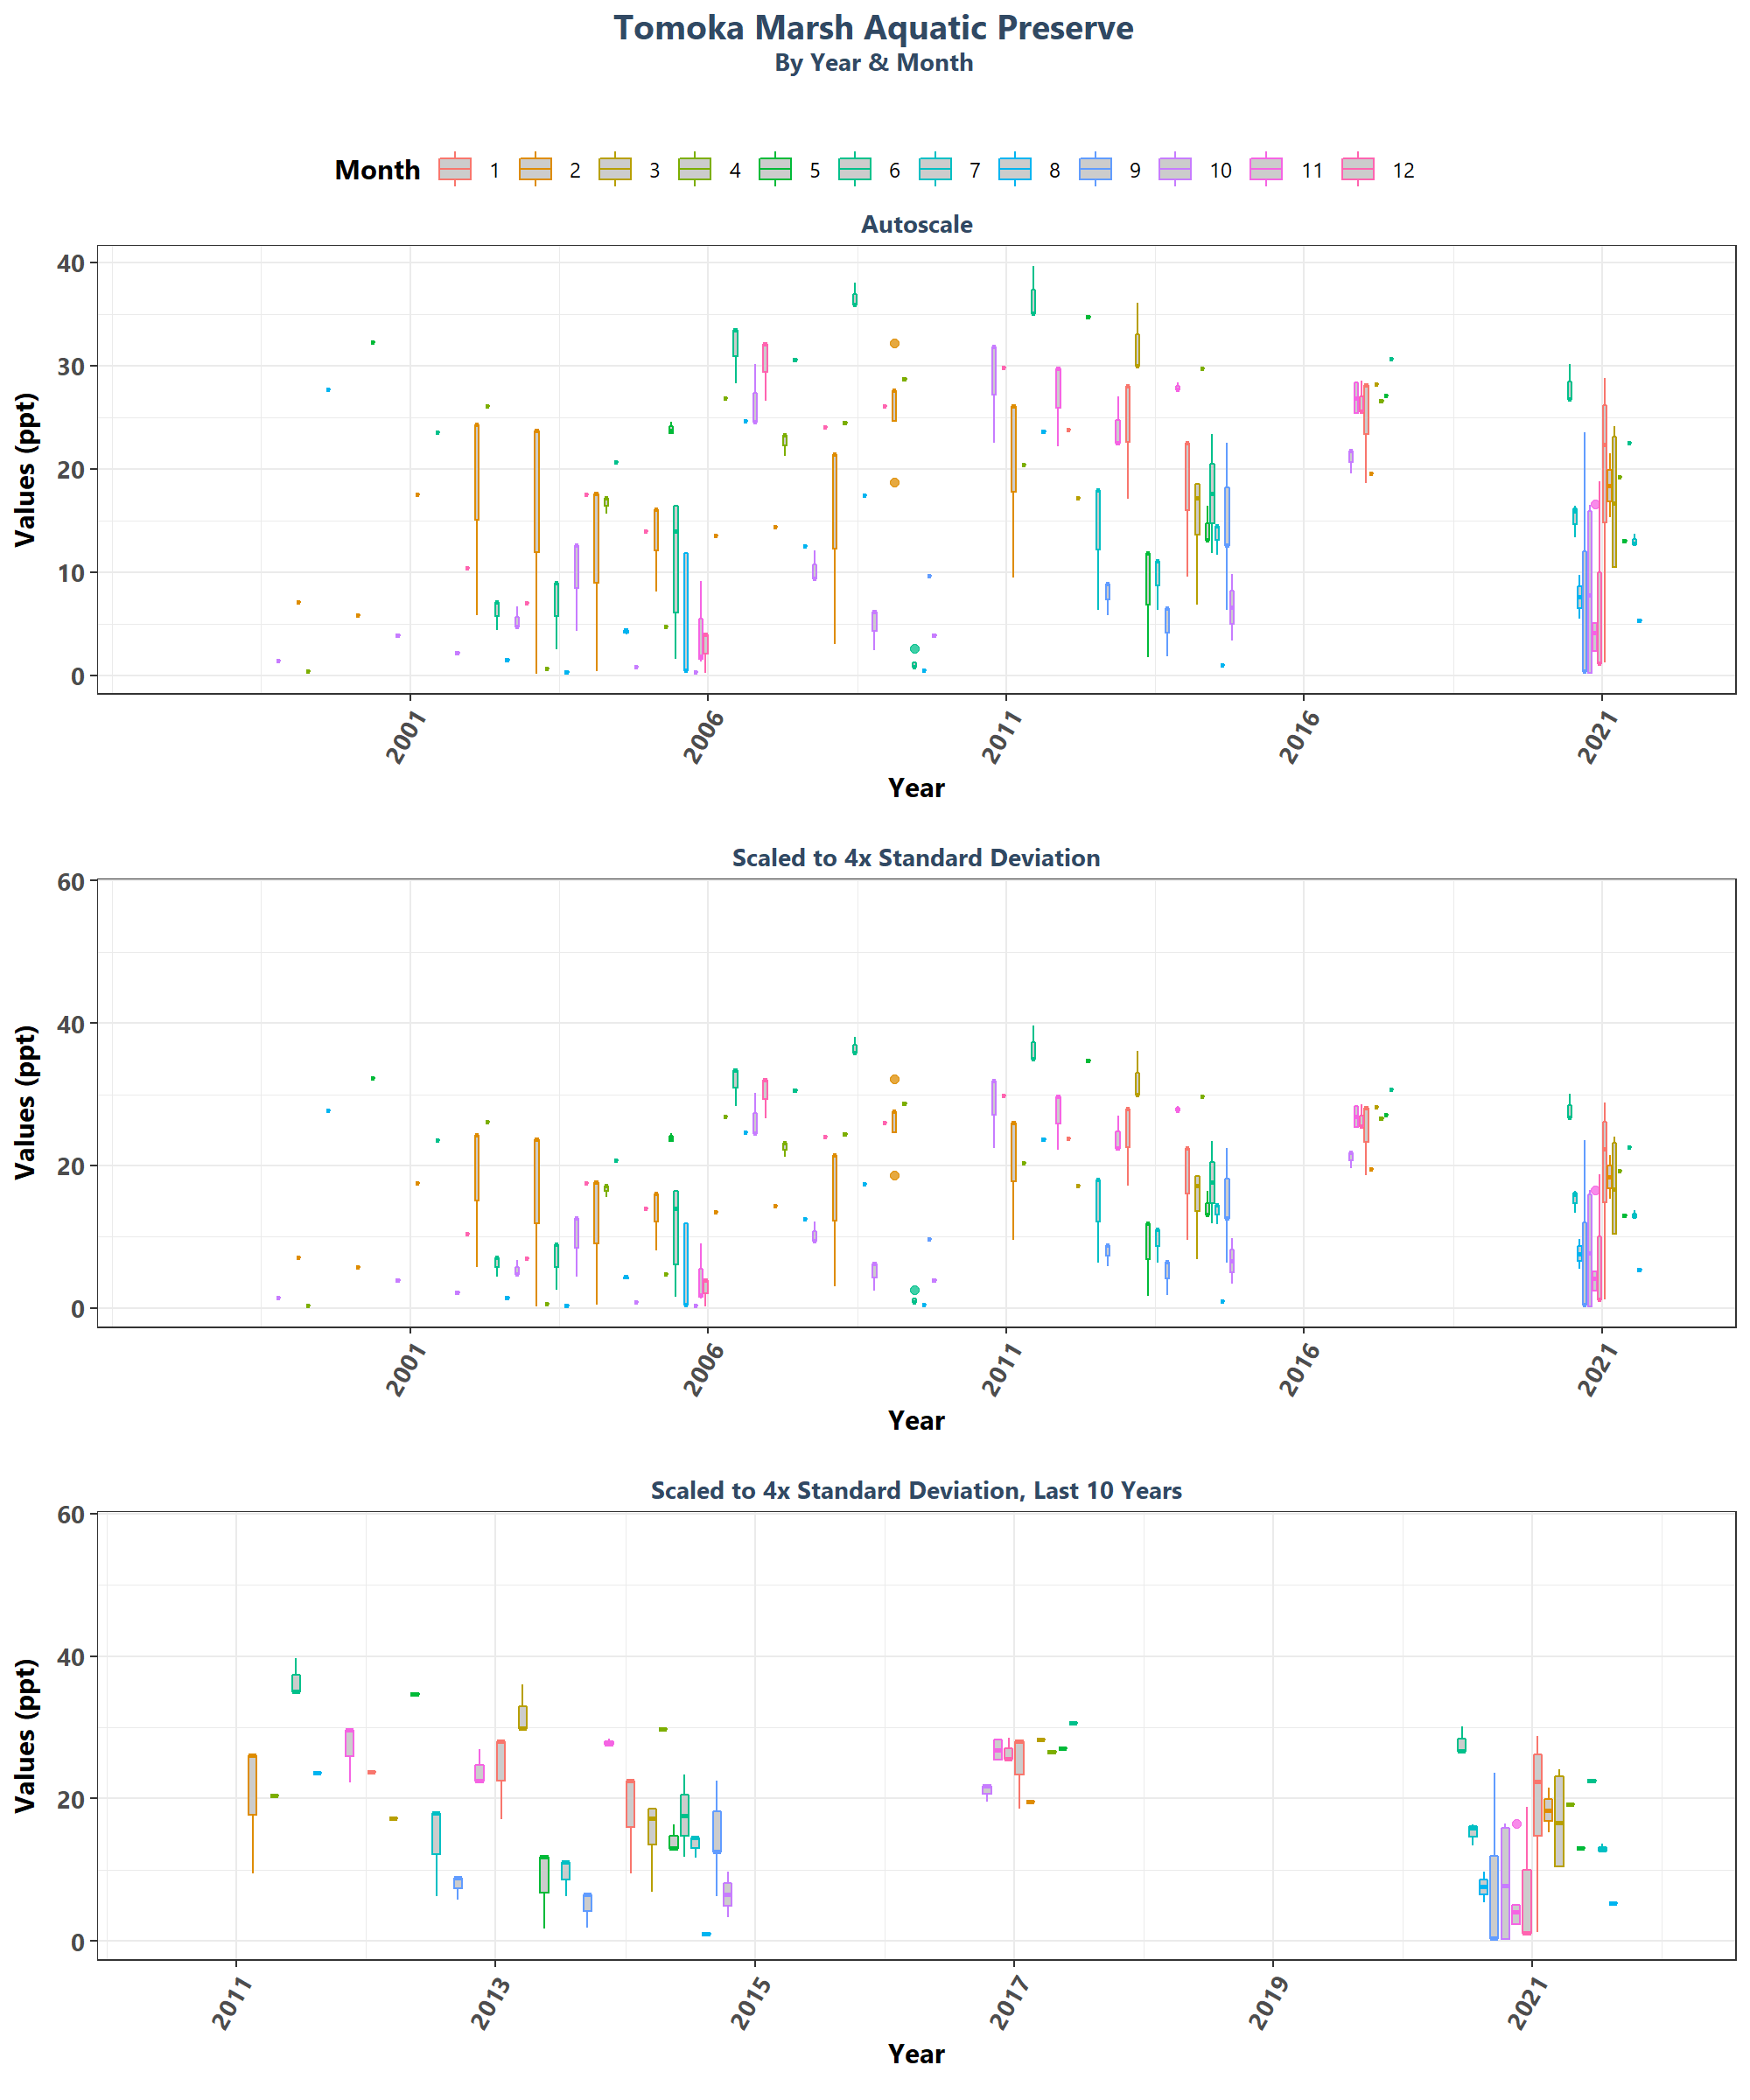 Tomoka Marsh Aquatic Preserve
By Year & Month
Month 1 2 3 4 5 6 7 8 9 10 11 12
Autoscale
40
30
20
10
0
Values (ppt)
2001 2006 2011 2016 2021
Year
Scaled to 4x Standard Deviation
60
40
20
0
Values (ppt)
2001 2006 2011 2016 2021
Year
Scaled to 4x Standard Deviation, Last 10 Years
60
40
20
0
Values (ppt)
2011 2013 2015 2017 2019 2021
Year